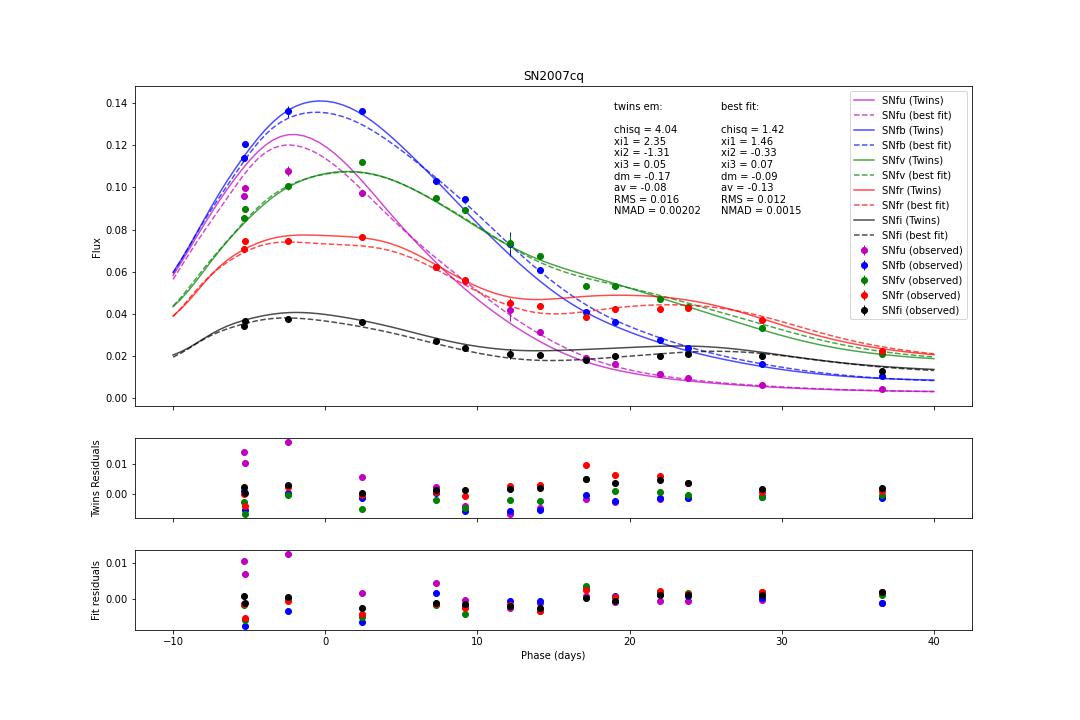 SN2007cq
0.14
0.12
0.10
0.08
0.06
0.04
0.02
0.00
Flux
twins em:
chisq = 4.04
xi1 = 2.35
xi2 = -1.31
xi3 = 0.05
dm = -0.17
av = -0.08
RMS = 0.016
NMAD = 0.00202
best fit:
chisq = 1.42
xi1 = 1.46
xi2 = -0.33
xi3 = 0.07
dm = -0.09
av = -0.13
RMS = 0.012
NMAD = 0.0015
SNfu (Twins)
SNfu (best fit)
SNfb (Twins)
SNfb (best fit)
SNfv (Twins)
SNfv (best fit)
SNfr (Twins)
SNfr (best fit)
SNfi (Twins)
SNfi (best fit)
SNfu (observed)
SNfb (observed)
SNfv (observed)
SNfr (observed)
SNfi (observed)
0.01
0.00
Twins Residuals
0.01
0.00
Fit residuals
−10
0
10
20
30
40
Phase (days)